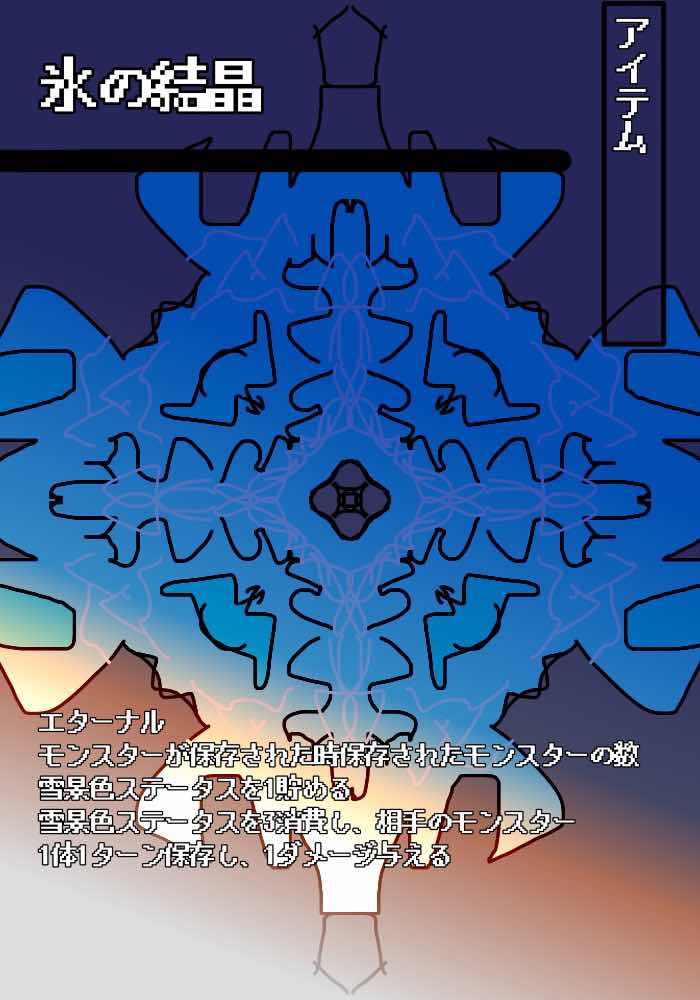 氷の結晶
アイテム
エターナル
モンスターが保存された時保存されたモンスターの数
雪景色ステータスを1貯める
雪景色ステータスを3消費し、相手のモンスター
1体1ターン保存し、1ダメージ与える